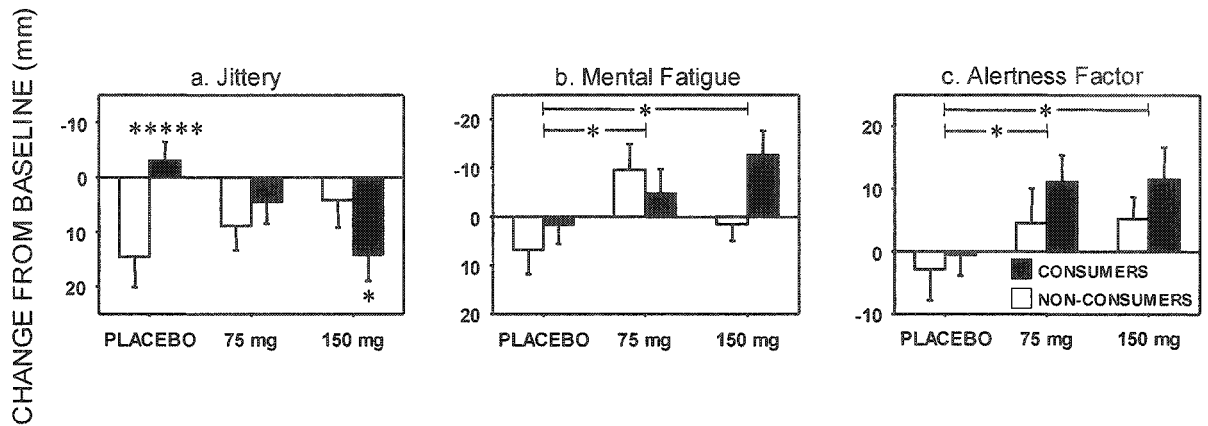 CHANGE FROM BASELINE (mm)
a. Jittery
-10
0
10
20
*****
*
PLACEBO 75 mg 150 mg
b. Mental Fatigue
-20
-10
0
10
20
*
*
PLACEBO 75 mg 150 mg
c. Alertness Factor
20
10
0
-10
*
*
CONSUMERS
NON-CONSUMERS
PLACEBO 75 mg 150 mg